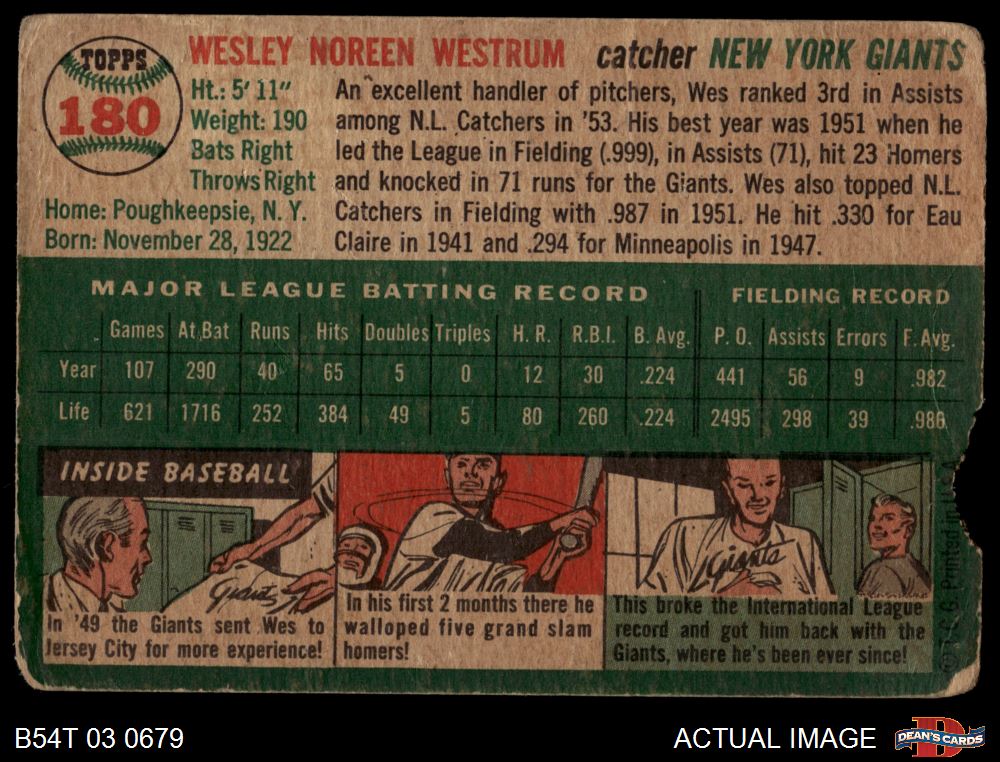 TOPPS
180
WESLEY NOREEN WESTRUM catcher NEW YORK GIANTS
Ht.: 5' 11"
Weight: 190
Bats Right
Throws Right
Home: Poughkeepsie, N. Y.
Born: November 28, 1922
An excellent handler of pitchers, Wes ranked 3rd in Assists
among N.L. Catchers in '53. His best year was 1951 when he
led the League in Fielding (.999), in Assists (71), hit 23 Homers
and knocked in 71 runs for the Giants. Wes also topped N.L.
Catchers in Fielding with .987 in 1951. He hit .330 for Eau
Claire in 1941 and .294 for Minneapolis in 1947.
MAJOR LEAGUE BATTING RECORD FIELDING RECORD
Games At Bat Runs Hits Doubles Triples H. R. R.B.I. B. Avg. P. O. Assists Errors F. Avg.
Year 107 290 40 65 5 0 12 30 .224 441 56 9 .982
Life 621 1716 252 384 49 5 80 260 .224 2495 298 39 .986
INSIDE BASEBALL
Giants
In '49 the Giants sent Wes to
Jersey City for more experience!
In his first 2 months there he
walloped five grand slam
homers!
Giants
This broke the International League
record and got him back with the
Giants, where he's been ever since!
T. C. G. Printed in U.S.A.
B54T 03 0679
ACTUAL IMAGE
DEAN'S CARDS